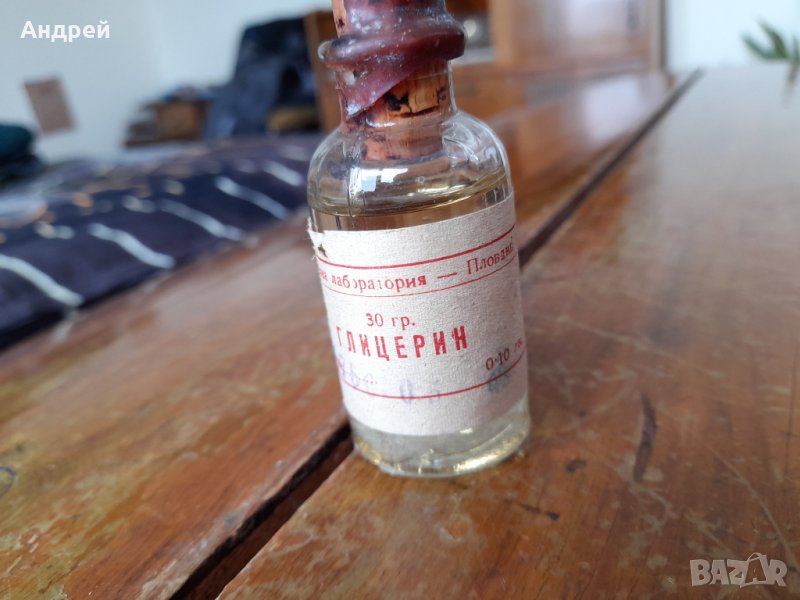 Андрей
лаборатория — Пловдив
30 гр.
ГЛИЦЕРИН
0·10
BAZAR